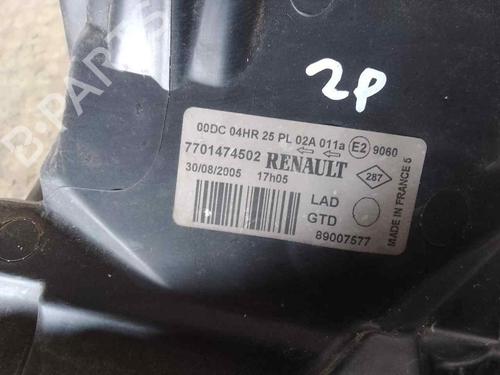 B-PARTS
2P
00DC 04HR 25 PL 02A 011a E2 9060
7701474502 RENAULT
30/08/2005 17h05
287
LAD
GTD
89007577
MADE IN FRANCE 5